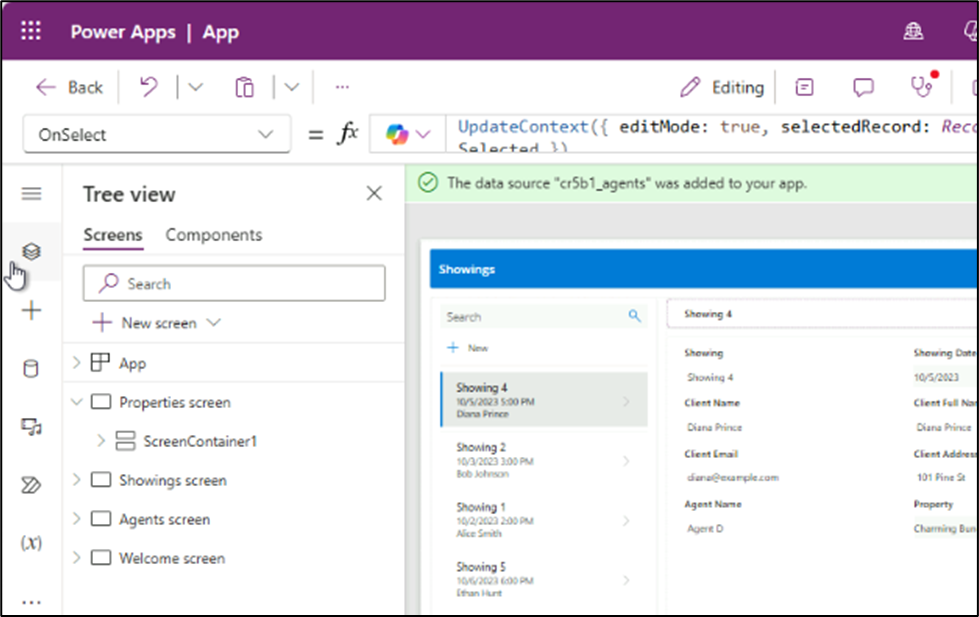 Power Apps | App
Back
...
Editing
OnSelect
= fx
UpdateContext({ editMode: true, selectedRecord:
Selected })
Tree view
The data source "cr5b1_agents" was added to your app.
Screens Components
Search
New screen
App
Properties screen
ScreenContainer1
Showings screen
Agents screen
Welcome screen
(x)
...
Showings
Search
New
Showing 4
10/5/2023 5:00 PM
Diana Prince
Showing 2
10/3/2023 3:00 PM
Bob Johnson
Showing 1
10/2/2023 2:00 PM
Alice Smith
Showing 5
10/6/2023 6:00 PM
Ethan Hunt
Showing 4
Showing Showing Date
Showing 4 10/5/2023
Client Name Client Full
Diana Prince Diana Prince
Client Email Client
diana@example.com 101 Pine St
Agent Name Property
Agent D Charming